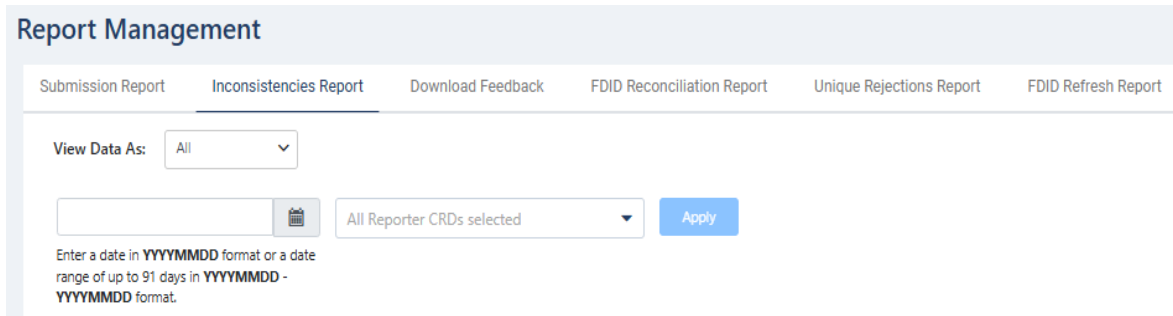 Report Management
Submission Report Inconsistencies Report Download Feedback FDID Reconciliation Report Unique Rejections Report FDID Refresh Report
View Data As: All
All Reporter CRDs selected Apply
Enter a date in YYYYMMDD format or a date
range of up to 91 days in YYYYMMDD -
YYYYMMDD format.